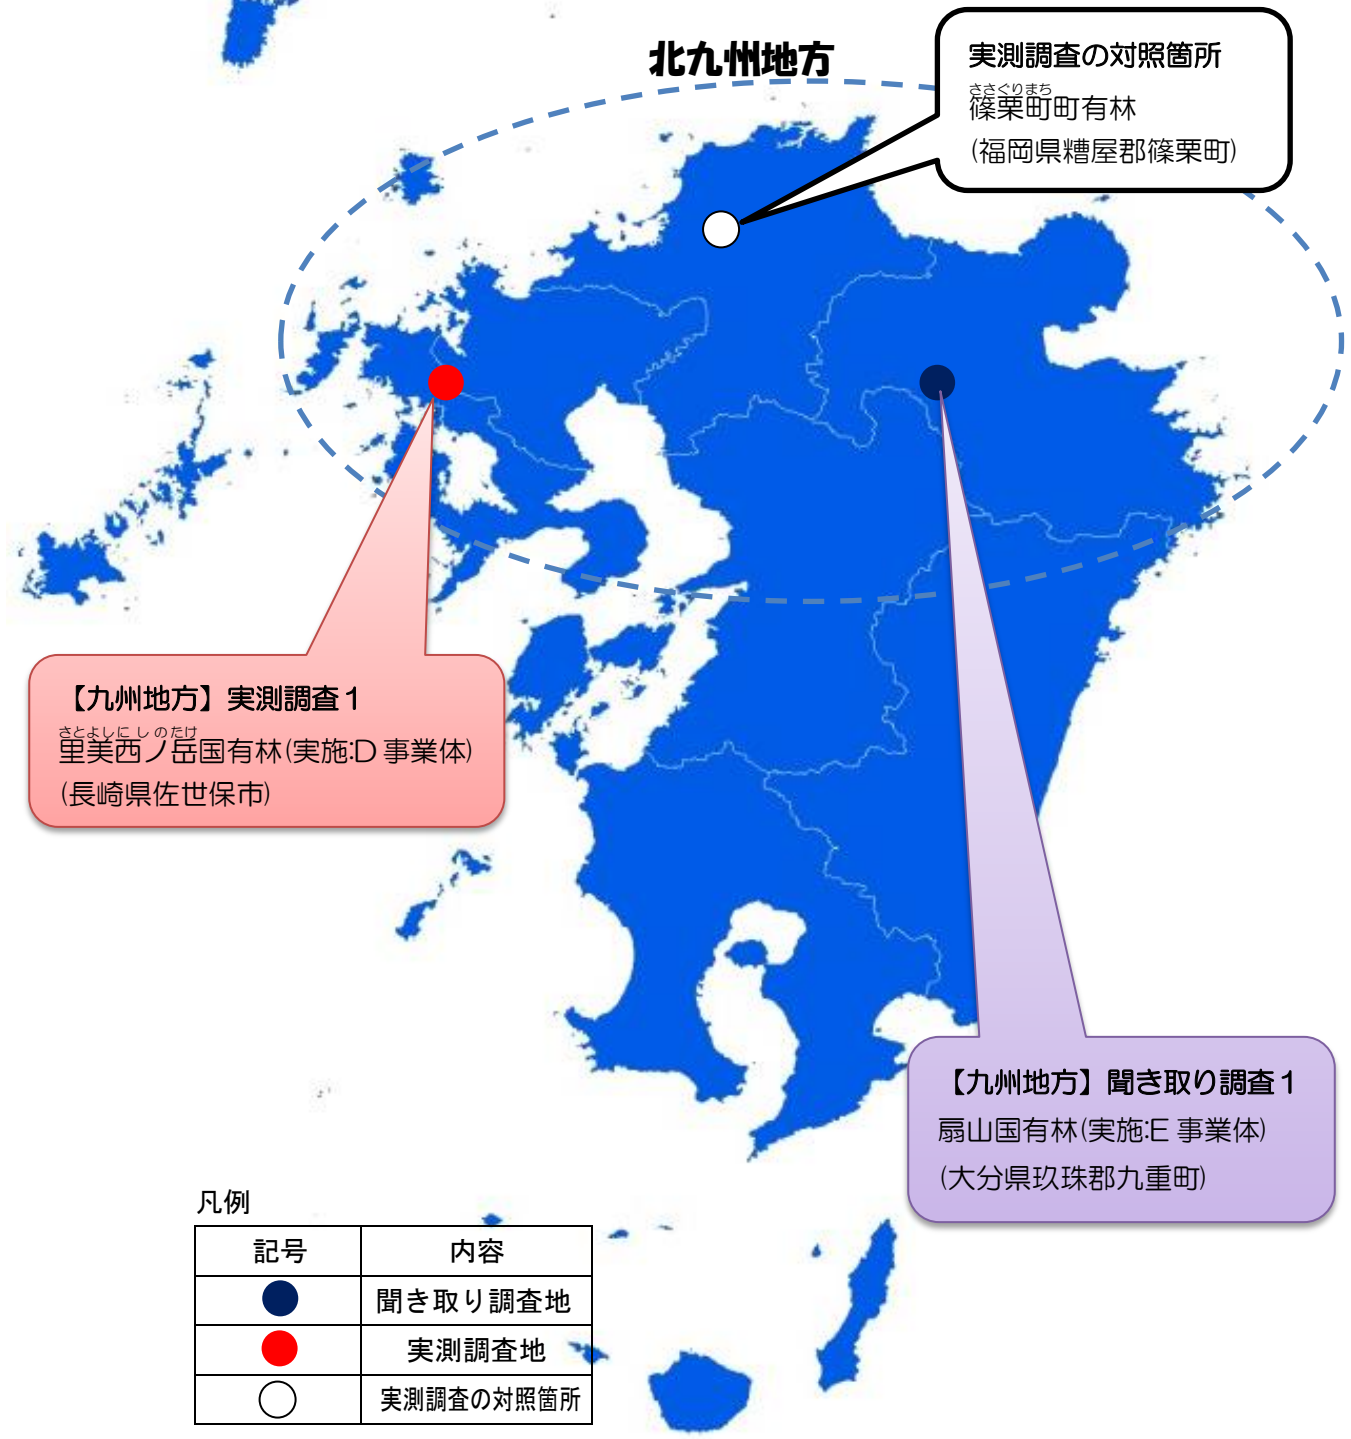 北九州地方
実測調査の対照箇所
ささぐりまち
篠栗町町有林
(福岡県糟屋郡篠栗町)
【九州地方】実測調査1
さとよしにしのたけ
里美西ノ岳国有林(実施:D 事業体)
(長崎県佐世保市)
【九州地方】聞き取り調査1
扇山国有林(実施:E 事業体)
(大分県玖珠郡九重町)
凡例
記号 内容
聞き取り調査地
実測調査地
実測調査の対照箇所